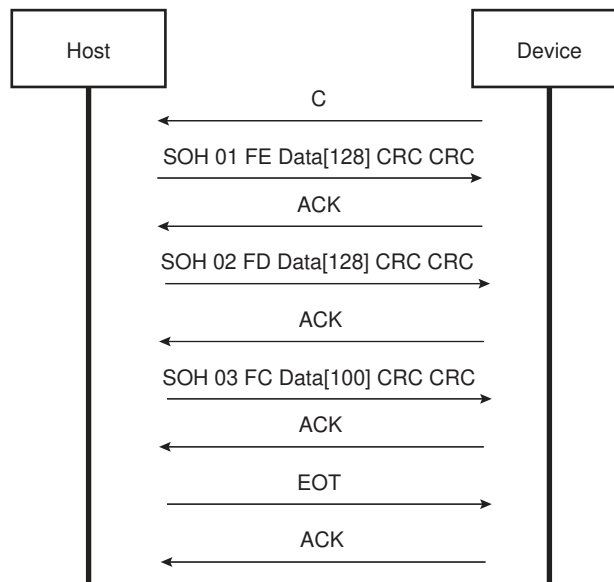 Host
Device
C
SOH 01 FE Data[128] CRC CRC
ACK
SOH 02 FD Data[128] CRC CRC
ACK
SOH 03 FC Data[100] CRC CRC
ACK
EOT
ACK